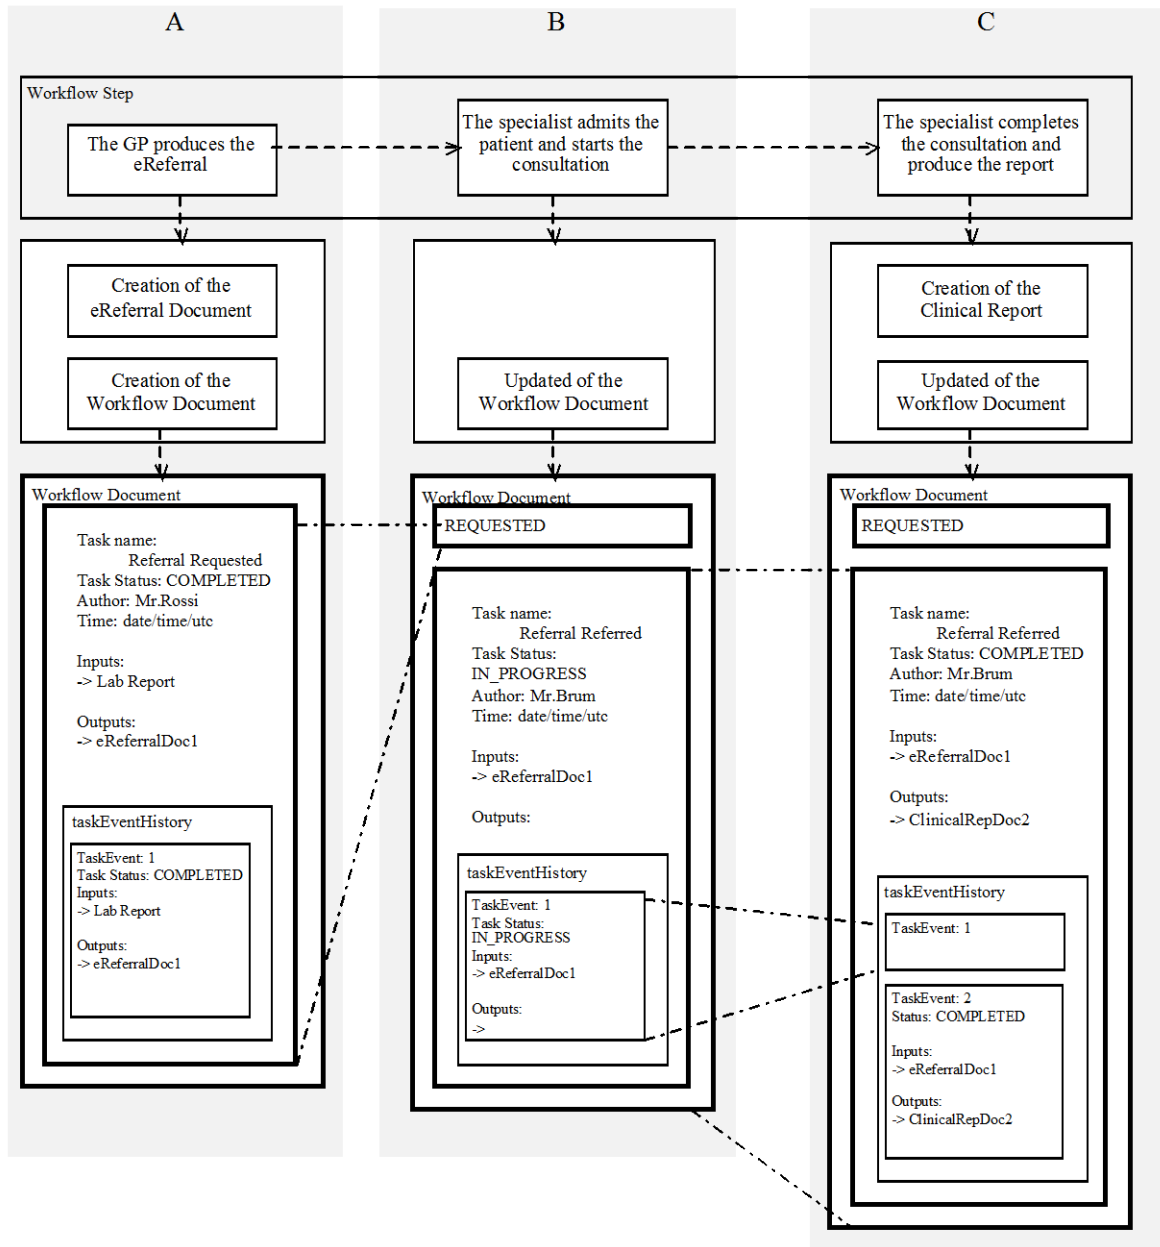 A
B
C
Workflow Step
The GP produces the
eReferral
The specialist admits the
patient and starts the
consultation
The specialist completes
the consultation and
produce the report
Creation of the
eReferral Document
Creation of the
Workflow Document
Updated of the
Workflow Document
Creation of the
Clinical Report
Updated of the
Workflow Document
Workflow Document
Task name:
Referral Requested
Task Status: COMPLETED
Author: Mr.Rossi
Time: date/time/utc
Inputs:
-> Lab Report
Outputs:
-> eReferralDoc1
taskEventHistory
TaskEvent: 1
Task Status: COMPLETED
Inputs:
-> Lab Report
Outputs:
-> eReferralDoc1
Workflow Document
REQUESTED
Task name:
Referral Referred
Task Status:
IN_PROGRESS
Author: Mr.Brum
Time: date/time/utc
Inputs:
-> eReferralDoc1
Outputs:
taskEventHistory
TaskEvent: 1
Task Status:
IN_PROGRESS
Inputs:
-> eReferralDoc1
Outputs:
->
Workflow Document
REQUESTED
Task name:
Referral Referred
Task Status: COMPLETED
Author: Mr.Brum
Time: date/time/utc
Inputs:
-> eReferralDoc1
Outputs:
-> ClinicalRepDoc2
taskEventHistory
TaskEvent: 1
TaskEvent: 2
Status: COMPLETED
Inputs:
-> eReferralDoc1
Outputs:
-> ClinicalRepDoc2